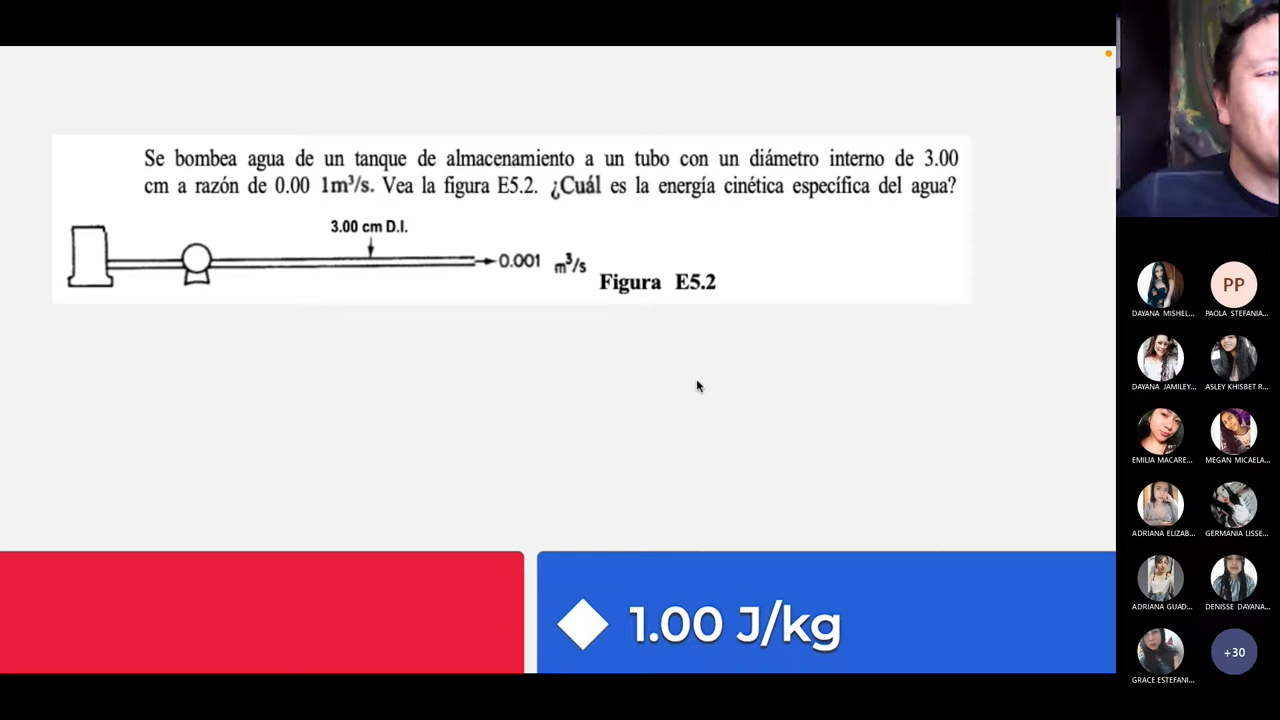 Se bombea agua de un tanque de almacenamiento a un tubo con un diámetro interno de 3.00
cm a razón de 0.00 1m³/s. Vea la figura E5.2. ¿Cuál es la energía cinética específica del agua?
3.00 cm D.I.
0.001 m³/s
Figura E5.2
1.00 J/kg
DAYANA MISHEL...
PP
PAOLA STEFANIA...
DAYANA JAMILEY...
ASLEY KHISBET R...
EMILIA MACARE...
MEGAN MICAELA...
ADRIANA ELIZAB...
GERMANIA LISSE...
ADRIANA GUAD...
DENISSE DAYANA...
GRACE ESTEFANI...
+30